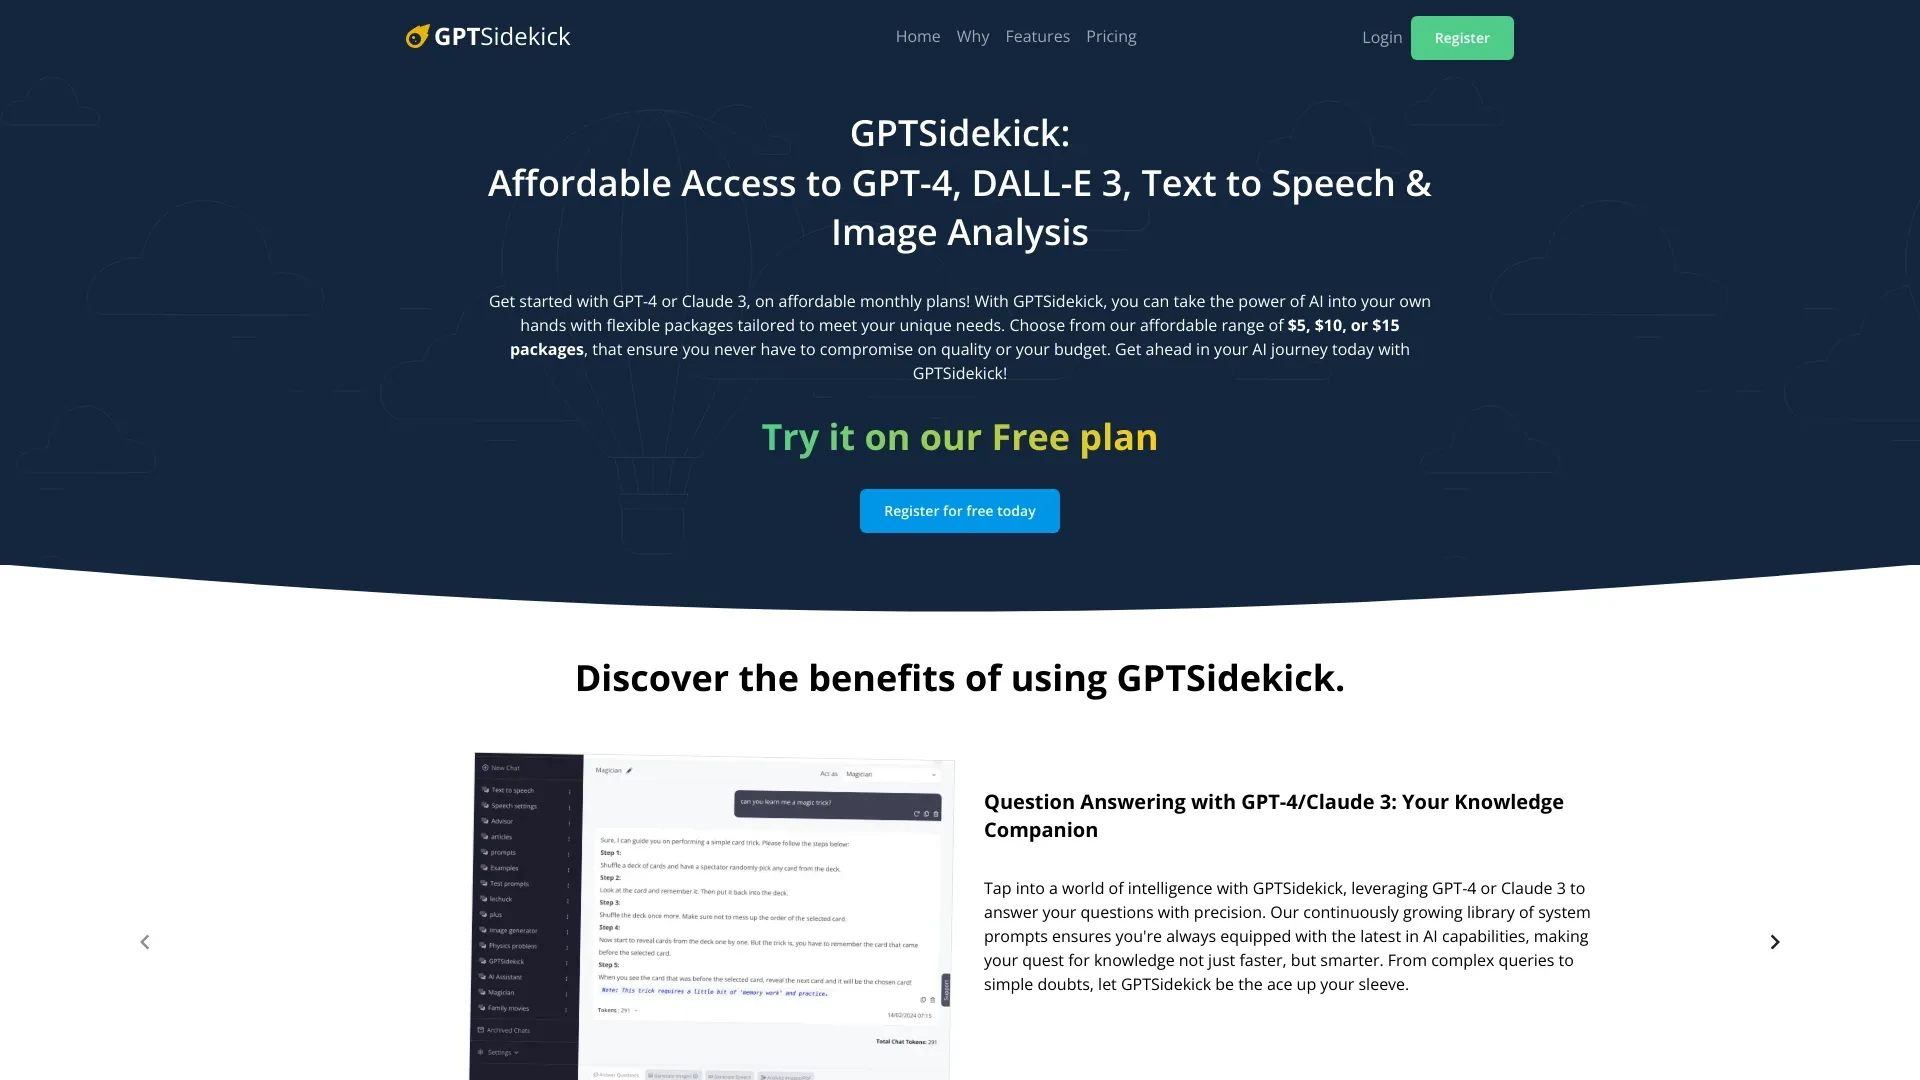 GPTSidekick
Home Why Features Pricing
Login Register
GPTSidekick:
Affordable Access to GPT-4, DALL-E 3, Text to Speech &
Image Analysis
Get started with GPT-4 or Claude 3, on affordable monthly plans! With GPTSidekick, you can take the power of AI into your own
hands with flexible packages tailored to meet your unique needs. Choose from our affordable range of $5, $10, or $15
packages, that ensure you never have to compromise on quality or your budget. Get ahead in your AI journey today with
GPTSidekick!
Try it on our Free plan
Register for free today
Discover the benefits of using GPTSidekick.
New Chat
Text to speech
Speech settings
Advisor
articles
prompts
Examples
Test prompts
lechuck
plus
Image generator
Physics problem
GPTSidekick
AI Assistant
Magician
Family movies
Archived Chats
Settings
Magician
Act as Magician
can you learn me a magic trick?
Sure, I can guide you on performing a simple card trick. Please follow the steps below:
Step 1:
Shuffle a deck of cards and have a spectator randomly pick any card from the deck.
Step 2:
Look at the card and remember it. Then put it back into the deck.
Step 3:
Shuffle the deck once more. Make sure not to mess up the order of the selected card.
Step 4:
Now start to reveal cards from the deck one by one. But the trick is, you have to remember the card that came
before the selected card.
Step 5:
When you see the card that was before the selected card, reveal the next card and it will be the chosen card!
Note: This trick requires a little bit of 'memory work' and practice.
Tokens: 291
14/02/2024 07:15
Total Chat Tokens: 291
Support
Answer Questions Generate Images Generate Speech Analyze Images/PDF
Question Answering with GPT-4/Claude 3: Your Knowledge
Companion
Tap into a world of intelligence with GPTSidekick, leveraging GPT-4 or Claude 3 to
answer your questions with precision. Our continuously growing library of system
prompts ensures you're always equipped with the latest in AI capabilities, making
your quest for knowledge not just faster, but smarter. From complex queries to
simple doubts, let GPTSidekick be the ace up your sleeve.